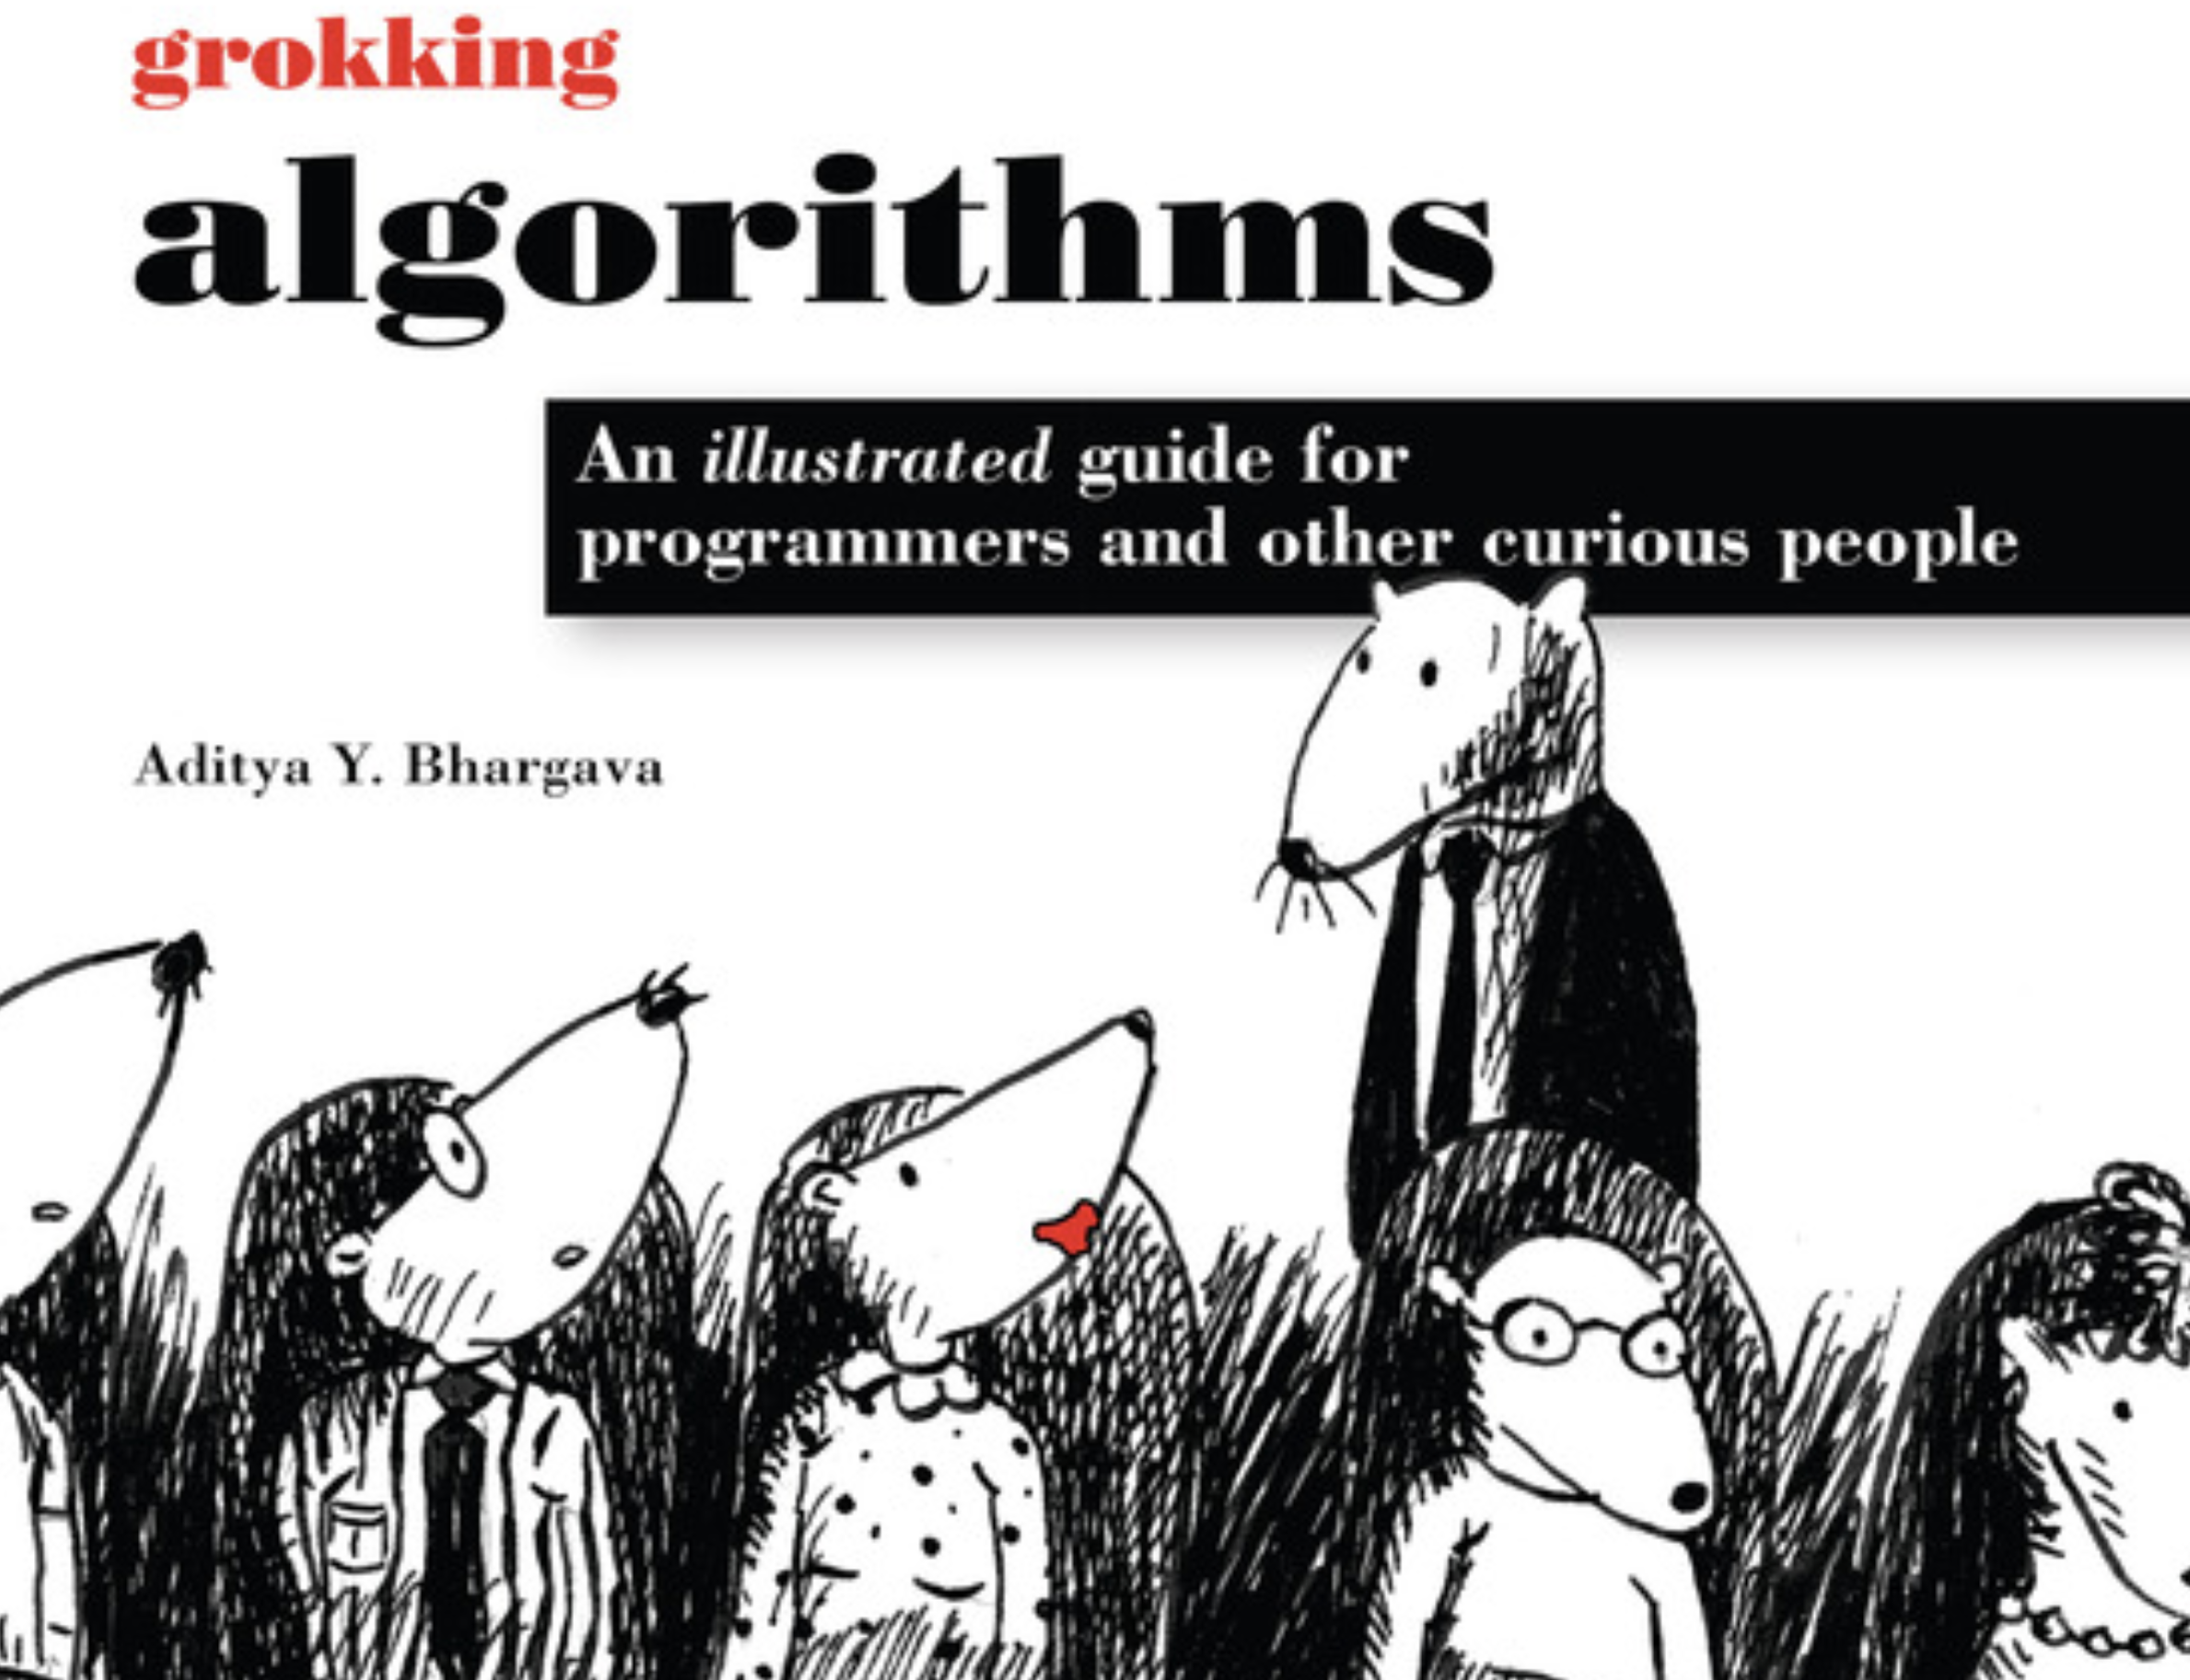 grokking
algorithms
An illustrated guide for
programmers and other curious people
Aditya Y. Bhargava